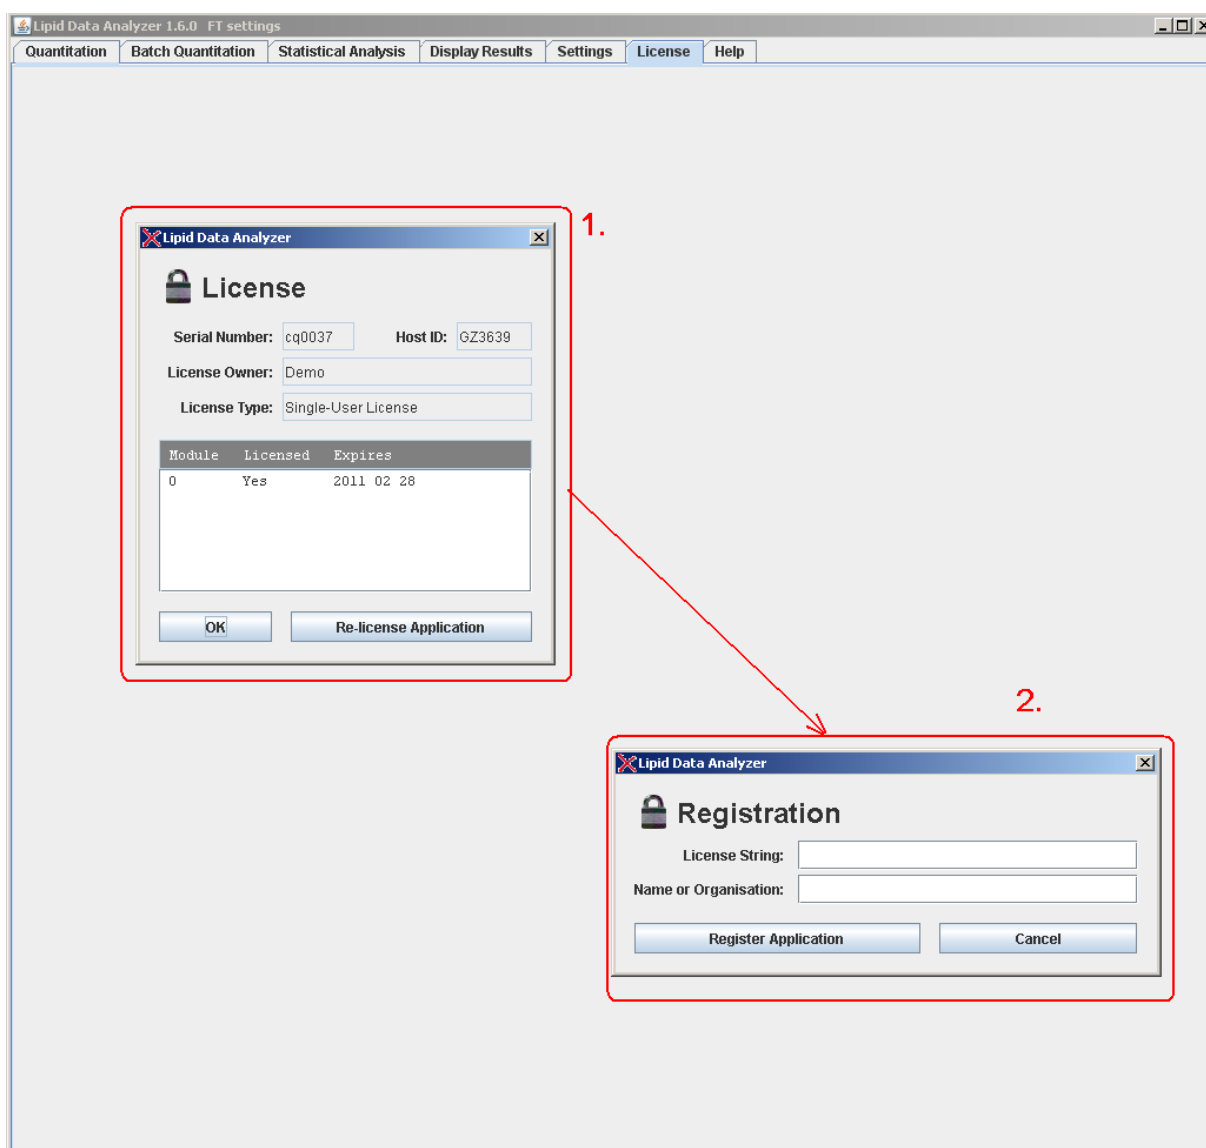 Lipid Data Analyzer 1.6.0 FT settings
Quantitation Batch Quantitation Statistical Analysis Display Results Settings License Help
1.
Lipid Data Analyzer
License
Serial Number: cq0037 Host ID: GZ3639
License Owner: Demo
License Type: Single-User License
Module Licensed Expires
0 Yes 2011 02 28
OK Re-license Application
2.
Lipid Data Analyzer
Registration
License String:
Name or Organisation:
Register Application Cancel